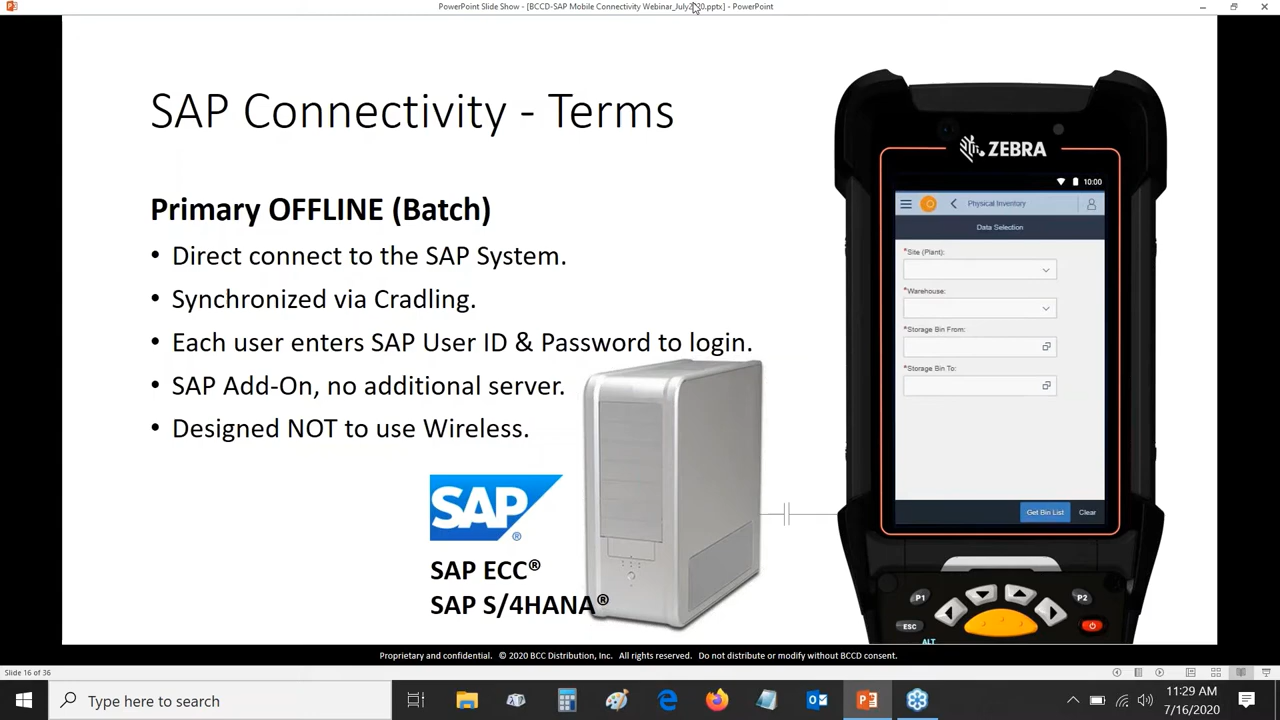 PowerPoint Slide Show - [BCCD-SAP Mobile Connectivity Webinar_July2020.pptx] - PowerPoint
SAP Connectivity - Terms
Primary OFFLINE (Batch)
• Direct connect to the SAP System.
• Synchronized via Cradling.
• Each user enters SAP User ID & Password to login.
• SAP Add-On, no additional server.
• Designed NOT to use Wireless.
SAP®
SAP ECC®
SAP S/4HANA®
ZEBRA
10:00
Physical Inventory
Data Selection
*Site (Plant):
*Warehouse:
*Storage Bin From:
*Storage Bin To:
Get Bin List Clear
P1 P2
ESC
ALT
Proprietary and confidential. © 2020 BCC Distribution, Inc. All rights reserved. Do not distribute or modify without BCCD consent.
Slide 16 of 36
Type here to search
11:29 AM
7/16/2020